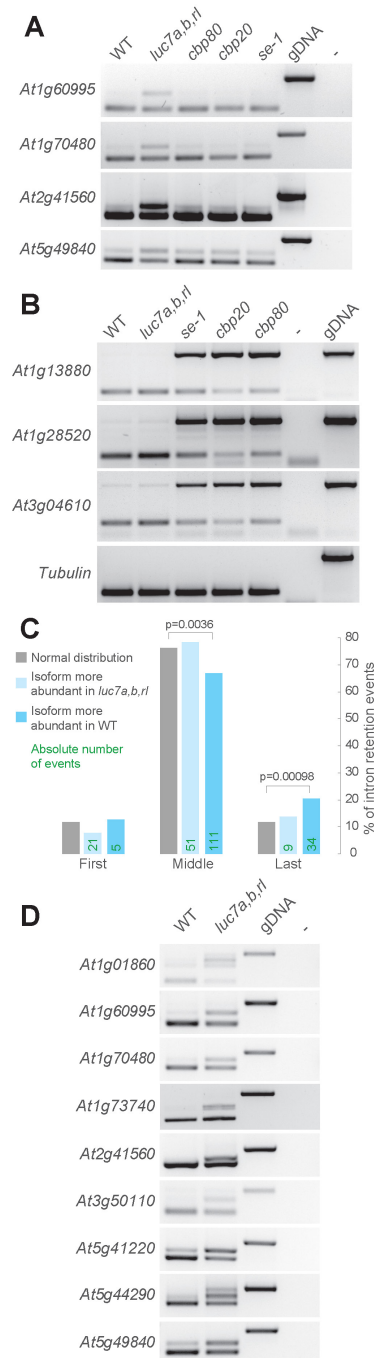 A
WT luc7a,b,rl cbp80 cbp20 se-1 gDNA -
At1g60995
At1g70480
At2g41560
At5g49840
B
WT luc7a,b,rl se-1 cbp20 cbp80 - gDNA
At1g13880
At1g28520
At3g04610
Tubulin
C
p=0.0036
Normal distribution
Isoform more
abundant in luc7a,b,rl
Isoform more
abundant in WT
Absolute number
of events
p=0.00098
80
70
60
50
40
30
20
10
0
% of intron retention events
21 5 51 111 9 34
First Middle Last
D
WT luc7a,b,rl gDNA -
At1g01860
At1g60995
At1g70480
At1g73740
At2g41560
At3g50110
At5g41220
At5g44290
At5g49840